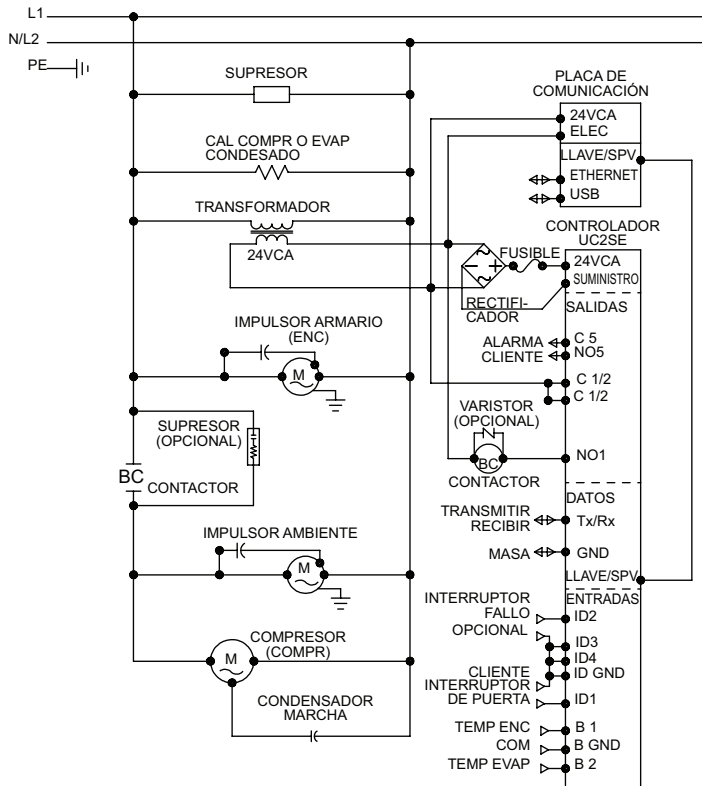 L1
N/L2
PE
SUPRESOR
CAL COMPR O EVAP
CONDESADO
TRANSFORMADOR
24VCA
IMPULSOR ARMARIO
(ENC)
M
SUPRESOR
(OPCIONAL)
BC
CONTACTOR
IMPULSOR AMBIENTE
M
COMPRESOR
(COMPR)
M
CONDENSADOR
MARCHA
PLACA DE
COMUNICACIÓN
24VCA
ELEC
LLAVE/SPV
ETHERNET
USB
CONTROLADOR
UC2SE
FUSIBLE
24VCA
SUMINISTRO
RECTIFI-
CADOR
SALIDAS
ALARMA
CLIENTE
C 5
NO5
C 1/2
C 1/2
VARISTOR
(OPCIONAL)
BC
CONTACTOR
NO1
DATOS
TRANSMITIR
RECIBIR
Tx/Rx
MASA
GND
LLAVE/SPV
ENTRADAS
INTERRUPTOR
FALLO
ID2
OPCIONAL
ID3
ID4
CLIENTE
ID GND
INTERRUPTOR
DE PUERTA
ID1
TEMP ENC
B 1
COM
B GND
TEMP EVAP
B 2